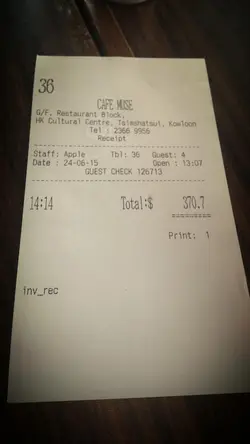 36
CAFE MUSE
G/F, Restaurant Block,
HK Cultural Centre, Tsimshatsui, Kowloon
Tel : 2366 9956
Receipt
Staff: Apple Tbl: 36 Guest: 4
Date : 24-06-15 Open : 13:07
GUEST CHECK 126713
14:14 Total:$ 370.7
========
Print: 1
inv_rec